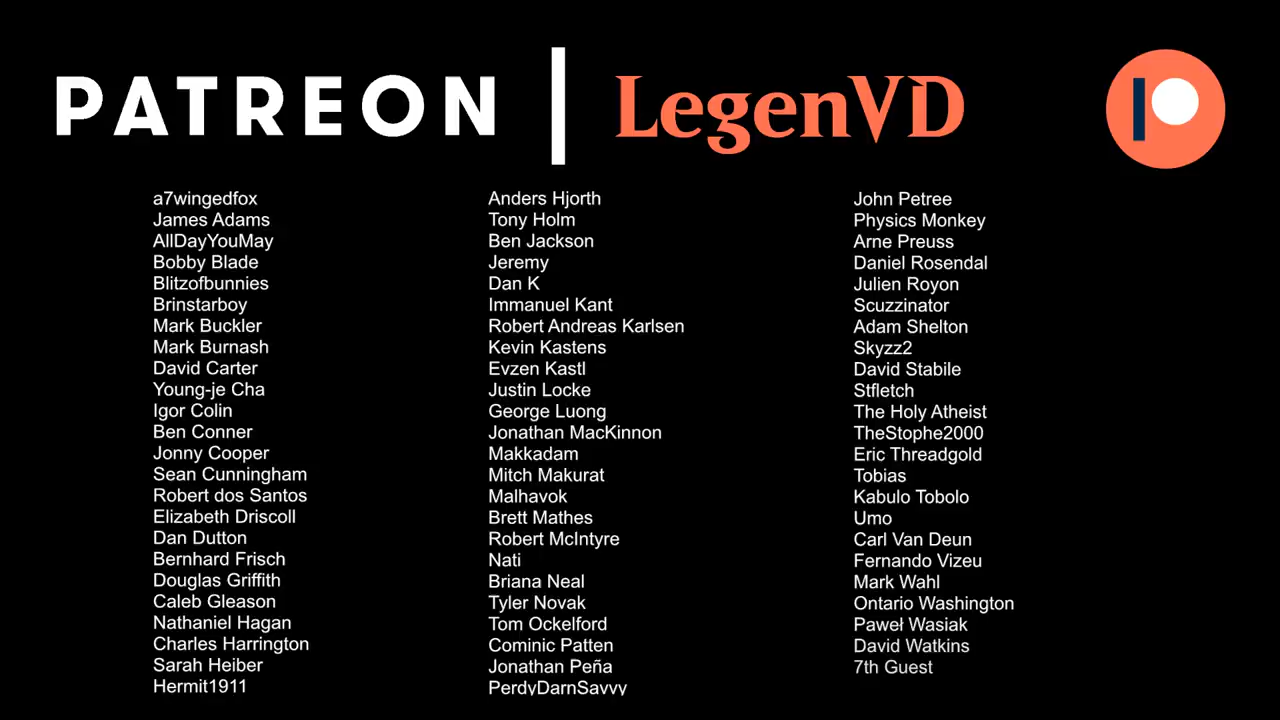 PATREON | LegenVD
a7wingedfox
James Adams
AllDayYouMay
Bobby Blade
Blitzofbunnies
Brinstarboy
Mark Buckler
Mark Burnash
David Carter
Young-je Cha
Igor Colin
Ben Conner
Jonny Cooper
Sean Cunningham
Robert dos Santos
Elizabeth Driscoll
Dan Dutton
Bernhard Frisch
Douglas Griffith
Caleb Gleason
Nathaniel Hagan
Charles Harrington
Sarah Heiber
Hermit1911
Anders Hjorth
Tony Holm
Ben Jackson
Jeremy
Dan K
Immanuel Kant
Robert Andreas Karlsen
Kevin Kastens
Evzen Kastl
Justin Locke
George Luong
Jonathan MacKinnon
Makkadam
Mitch Makurat
Malhavok
Brett Mathes
Robert McIntyre
Nati
Briana Neal
Tyler Novak
Tom Ockelford
Cominic Patten
Jonathan Peña
PerdyDarnSavvy
John Petree
Physics Monkey
Arne Preuss
Daniel Rosendal
Julien Royon
Scuzzinator
Adam Shelton
Skyzz2
David Stabile
Stfletch
The Holy Atheist
TheStophe2000
Eric Threadgold
Tobias
Kabulo Tobolo
Umo
Carl Van Deun
Fernando Vizeu
Mark Wahl
Ontario Washington
Paweł Wasiak
David Watkins
7th Guest